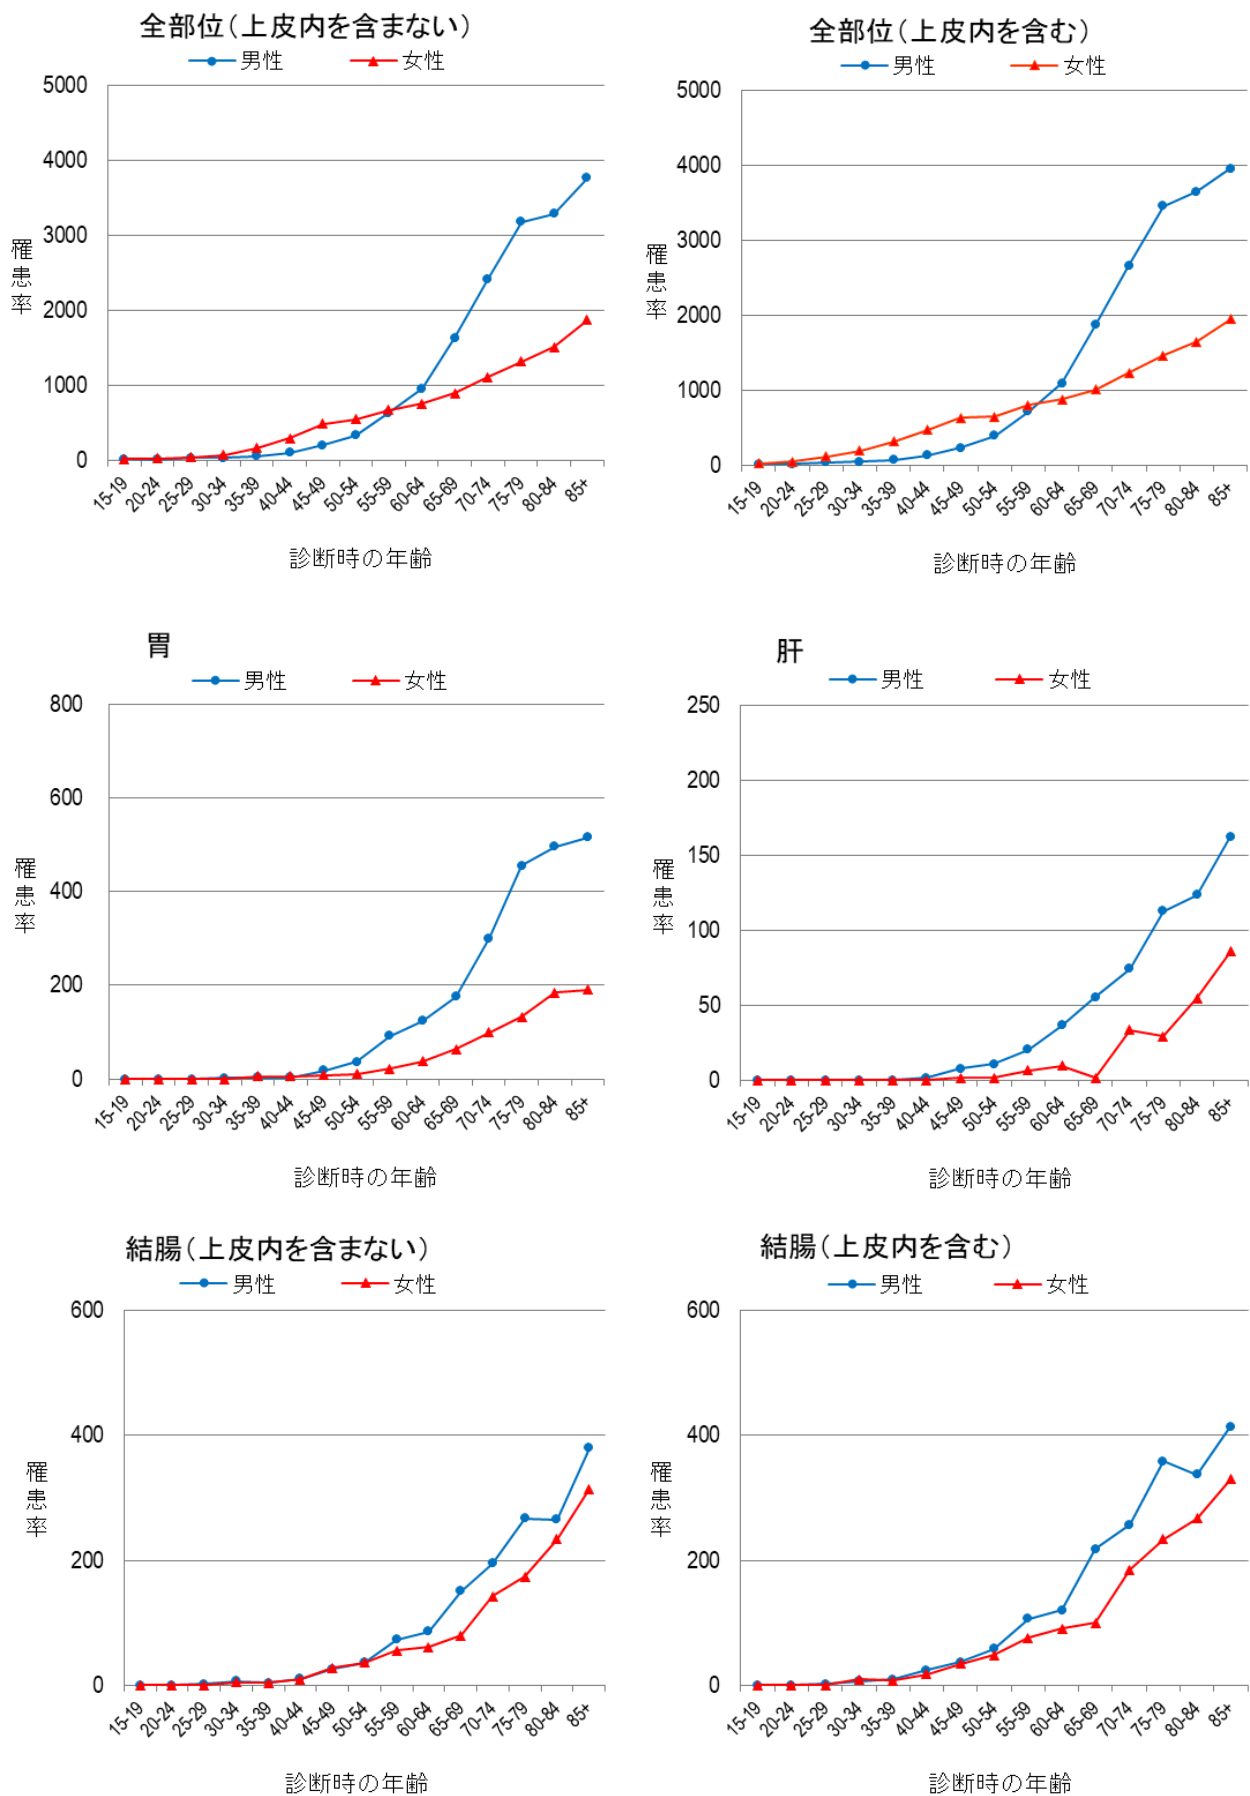 全部位（上皮内を含まない）
男性 女性
5000
4000
3000
2000
1000
0
罹患率
15-19 20-24 25-29 30-34 35-39 40-44 45-49 50-54 55-59 60-64 65-69 70-74 75-79 80-84 85+
診断時の年齢
全部位（上皮内を含む）
男性 女性
5000
4000
3000
2000
1000
0
罹患率
15-19 20-24 25-29 30-34 35-39 40-44 45-49 50-54 55-59 60-64 65-69 70-74 75-79 80-84 85+
診断時の年齢
胃
男性 女性
800
600
400
200
0
罹患率
15-19 20-24 25-29 30-34 35-39 40-44 45-49 50-54 55-59 60-64 65-69 70-74 75-79 80-84 85+
診断時の年齢
肝
男性 女性
250
200
150
100
50
0
罹患率
15-19 20-24 25-29 30-34 35-39 40-44 45-49 50-54 55-59 60-64 65-69 70-74 75-79 80-84 85+
診断時の年齢
結腸（上皮内を含まない）
男性 女性
600
400
200
0
罹患率
15-19 20-24 25-29 30-34 35-39 40-44 45-49 50-54 55-59 60-64 65-69 70-74 75-79 80-84 85+
診断時の年齢
結腸（上皮内を含む）
男性 女性
600
400
200
0
罹患率
15-19 20-24 25-29 30-34 35-39 40-44 45-49 50-54 55-59 60-64 65-69 70-74 75-79 80-84 85+
診断時の年齢